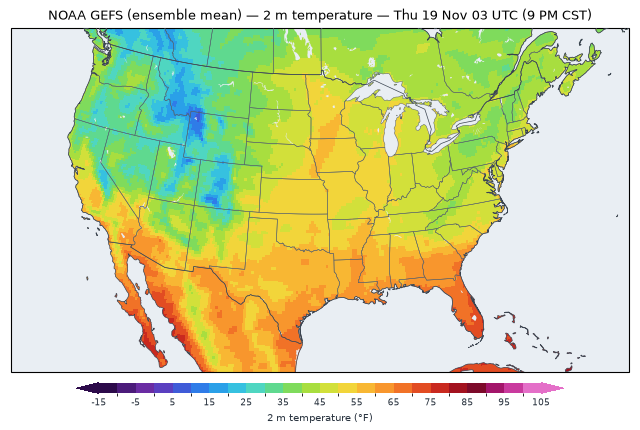 NOAA GEFS (ensemble mean) — 2 m temperature — Thu 19 Nov 03 UTC (9 PM CST)
-15 -5 5 15 25 35 45 55 65 75 85 95 105
2 m temperature (°F)